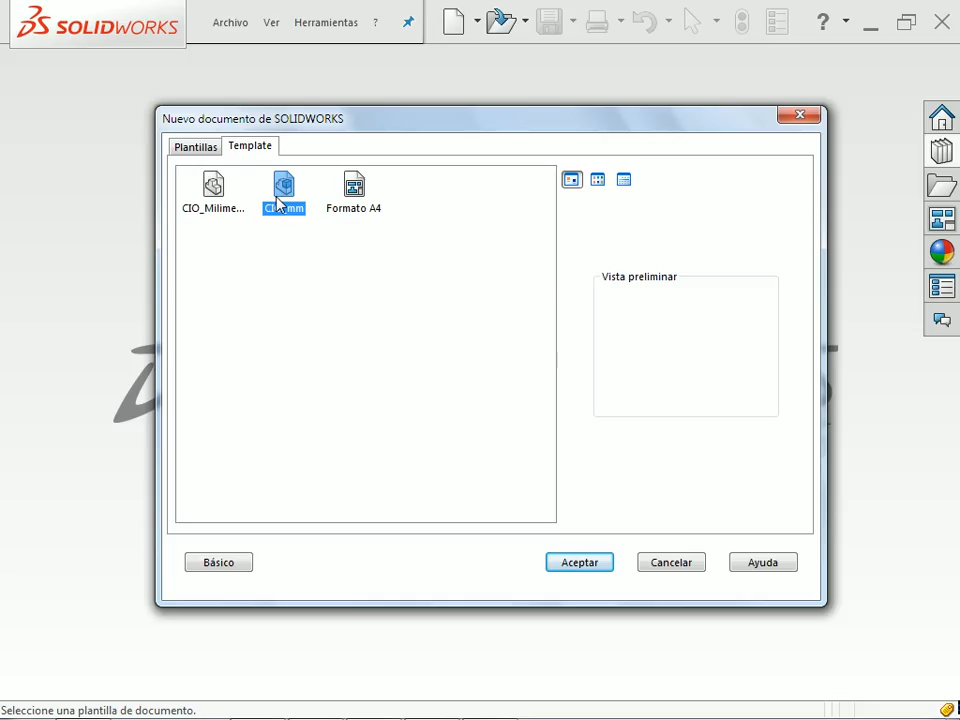 SOLIDWORKS
Archivo Ver Herramientas ?
?
Nuevo documento de SOLIDWORKS
Plantillas Template
CIO_Milime... Formato A4
Vista preliminar
Básico Aceptar Cancelar Ayuda
Seleccione una plantilla de documento.